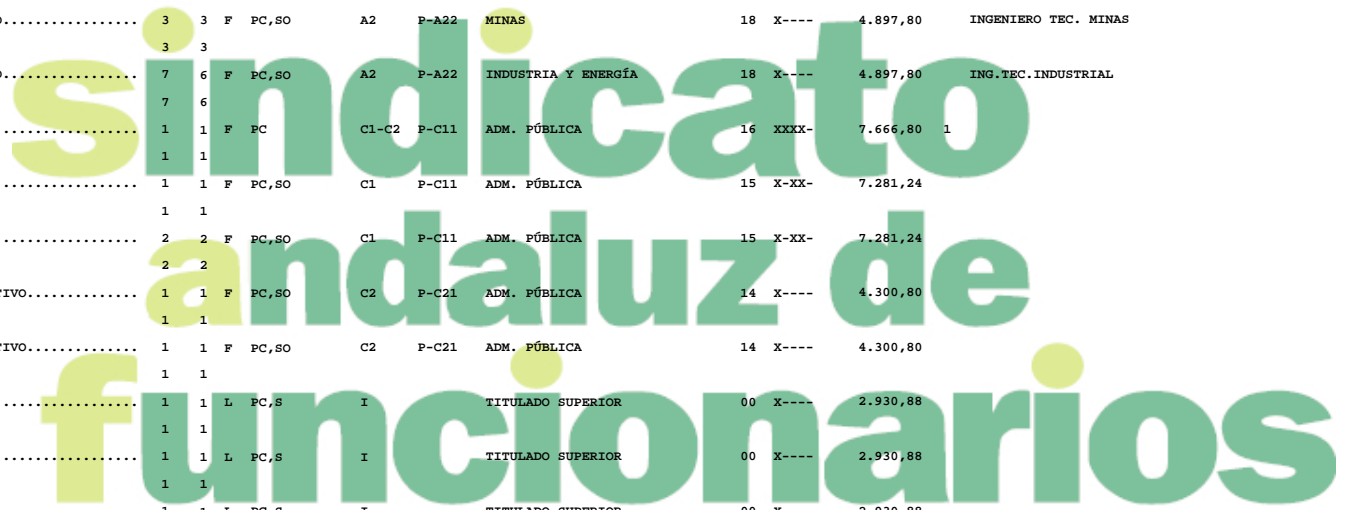 O................. 3 3 F PC,SO A2 P-A22 MINAS 18 X---- 4.897,80 INGENIERO TEC. MINAS
3 3
O................. 7 6 F PC,SO A2 P-A22 INDUSTRIA Y ENERGÍA 18 X---- 4.897,80 ING.TEC.INDUSTRIAL
7 6
sindicato
................. 1 1 F PC C1-C2 P-C11 ADM. PÚBLICA 16 XXXX- 7.666,80 1
1 1
................. 1 1 F PC,SO C1 P-C11 ADM. PÚBLICA 15 X-XX- 7.281,24
1 1
................. 2 2 F PC,SO C1 P-C11 ADM. PÚBLICA 15 X-XX- 7.281,24
2 2
andaluz de
TIVO.............. 1 1 F PC,SO C2 P-C21 ADM. PÚBLICA 14 X---- 4.300,80
1 1
TIVO.............. 1 1 F PC,SO C2 P-C21 ADM. PÚBLICA 14 X---- 4.300,80
1 1
................. 1 1 L PC,S I TITULADO SUPERIOR 00 X---- 2.930,88
1 1
funcionarios
................. 1 1 L PC,S I TITULADO SUPERIOR 00 X---- 2.930,88
1 1